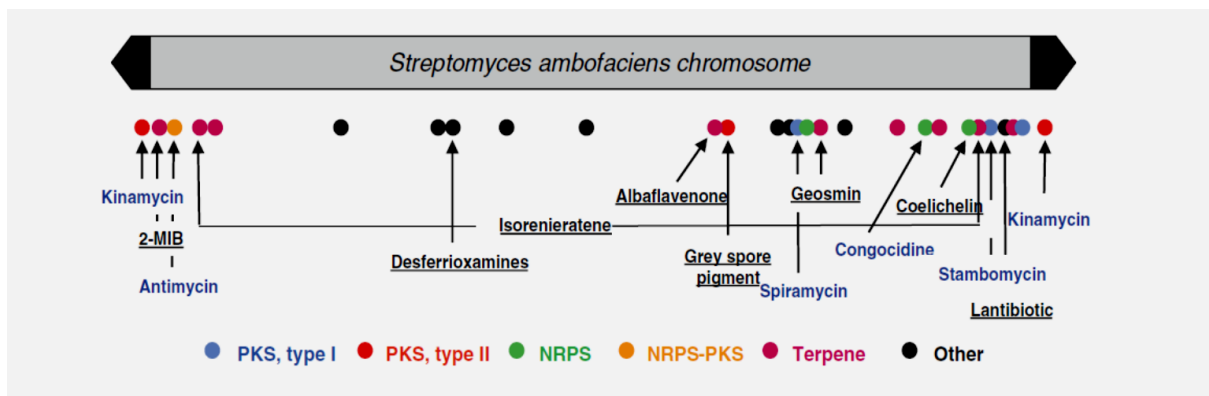 Streptomyces ambofaciens chromosome
Kinamycin
2-MIB
Antimycin
Isorenieratene
Desferrioxamines
Albaflavenone
Grey spore
pigment
Spiramycin
Geosmin
Congocidine
Coelichelin
Stambomycin
Lantibiotic
Kinamycin
PKS, type I PKS, type II NRPS NRPS-PKS Terpene Other